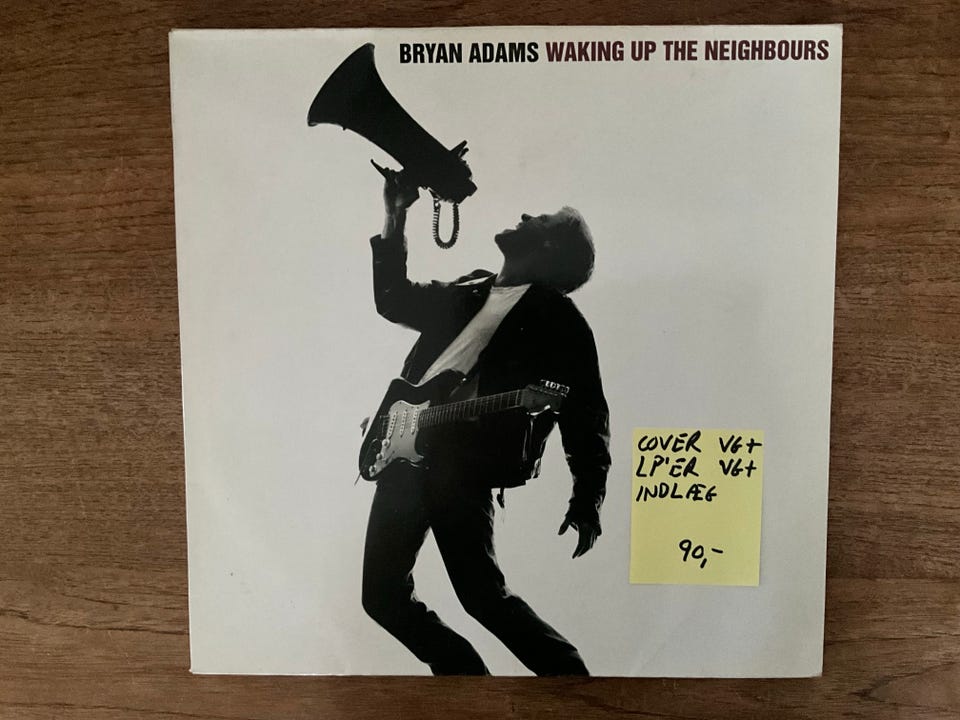 BRYAN ADAMS WAKING UP THE NEIGHBOURS
COVER VG+
LP'ER VG+
INDLÆG
90,-